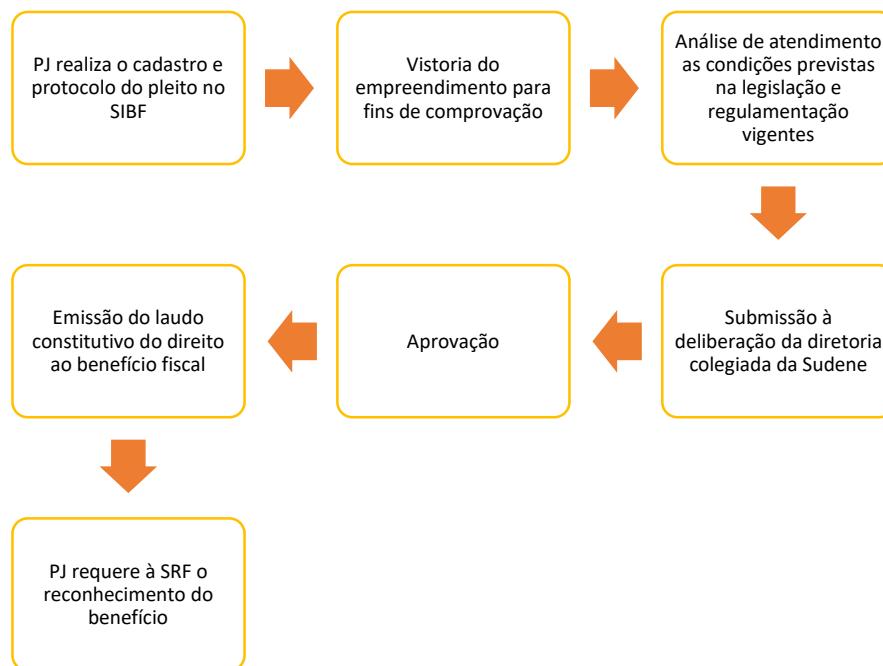 PJ realiza o cadastro e
protocolo do pleito no
SIBF
Vistoria do
empreendimento para
fins de comprovação
Análise de atendimento
as condições previstas
na legislação e
regulamentação
vigentes
Submissão à
deliberação da diretoria
colegiada da Sudene
Aprovação
Emissão do laudo
constitutivo do direito
ao benefício fiscal
PJ requere à SRF o
reconhecimento do
benefício